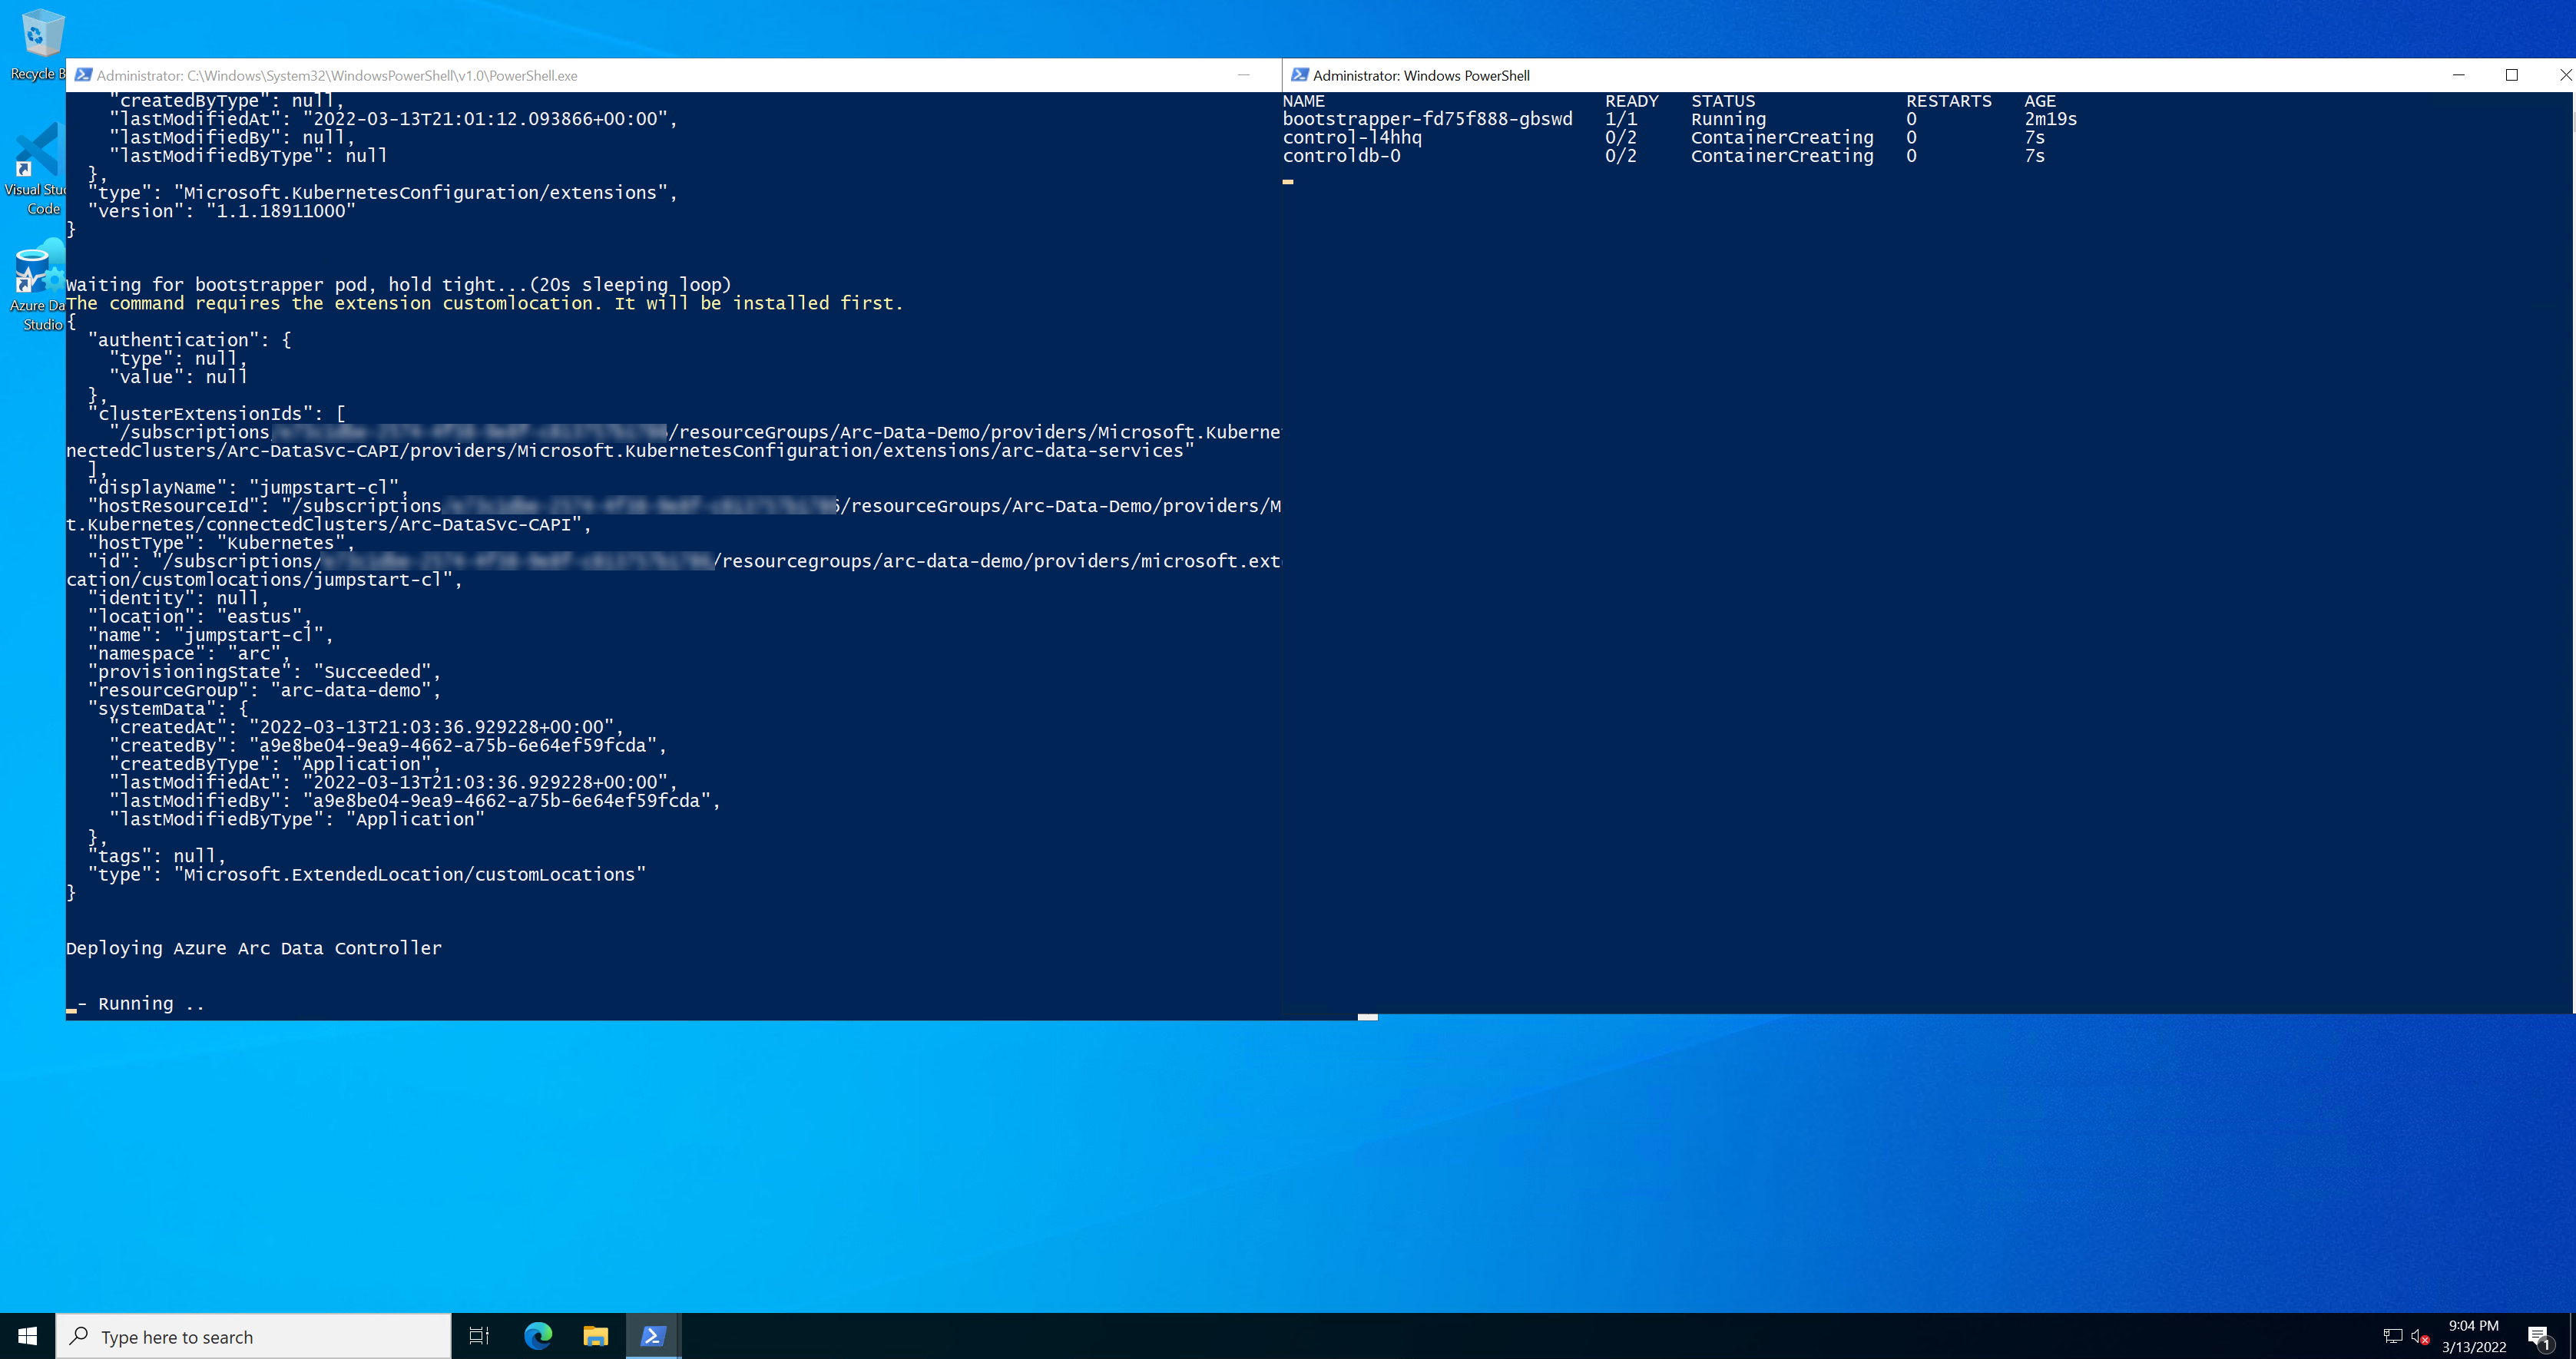 Recycle B
Visual Stu
Code
Azure Da
Studio
Administrator: C:\Windows\System32\WindowsPowerShell\v1.0\PowerShell.exe
"createdByType": null,
"lastModifiedAt": "2022-03-13T21:01:12.093866+00:00",
"lastModifiedBy": null,
"lastModifiedByType": null
},
"type": "Microsoft.KubernetesConfiguration/extensions",
"version": "1.1.18911000"
}
Waiting for bootstrapper pod, hold tight...(20s sleeping loop)
The command requires the extension customlocation. It will be installed first.
{
"authentication": {
"type": null,
"value": null
},
"clusterExtensionIds": [
"/subscriptions /resourceGroups/Arc-Data-Demo/providers/Microsoft.Kuberne
nectedClusters/Arc-DataSvc-CAPI/providers/Microsoft.KubernetesConfiguration/extensions/arc-data-services"
],
"displayName": "jumpstart-cl",
"hostResourceId": "/subscriptions /resourceGroups/Arc-Data-Demo/providers/M
t.Kubernetes/connectedClusters/Arc-DataSvc-CAPI",
"hostType": "Kubernetes",
"id": "/subscriptions/ /resourcegroups/arc-data-demo/providers/microsoft.ext
cation/customlocations/jumpstart-cl",
"identity": null,
"location": "eastus",
"name": "jumpstart-cl",
"namespace": "arc",
"provisioningState": "Succeeded",
"resourceGroup": "arc-data-demo",
"systemData": {
"createdAt": "2022-03-13T21:03:36.929228+00:00",
"createdBy": "a9e8be04-9ea9-4662-a75b-6e64ef59fcda",
"createdByType": "Application",
"lastModifiedAt": "2022-03-13T21:03:36.929228+00:00",
"lastModifiedBy": "a9e8be04-9ea9-4662-a75b-6e64ef59fcda",
"lastModifiedByType": "Application"
},
"tags": null,
"type": "Microsoft.ExtendedLocation/customLocations"
}
Deploying Azure Arc Data Controller
- Running ..
Administrator: Windows PowerShell
NAME READY STATUS RESTARTS AGE
bootstrapper-fd75f888-gbswd 1/1 Running 0 2m19s
control-l4hhq 0/2 ContainerCreating 0 7s
controldb-0 0/2 ContainerCreating 0 7s
Type here to search
9:04 PM
3/13/2022
1